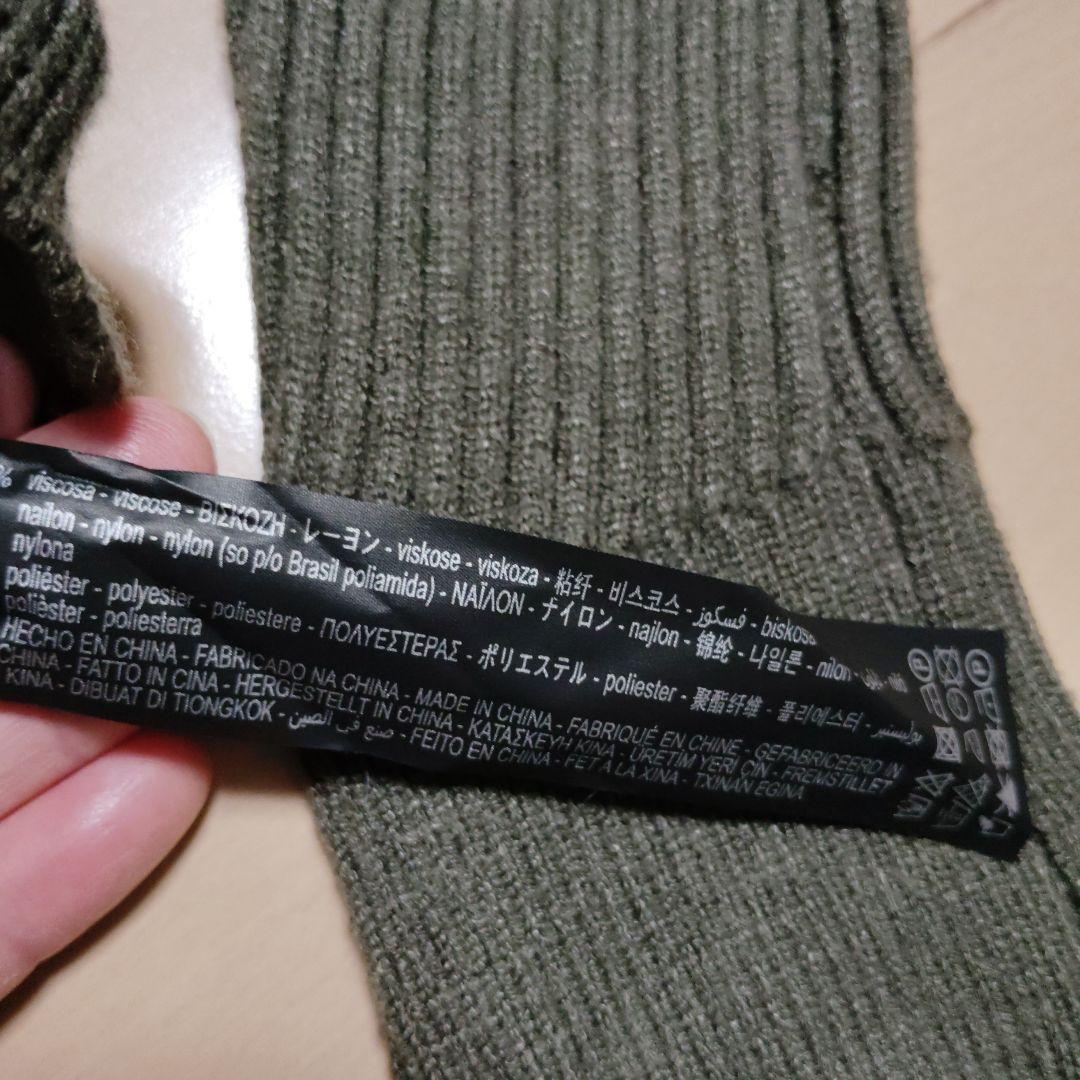 % viscosa - viscose - ΒΙΣΚΟΖΗ - レーヨン - viskose - viskoza - 粘纤 - 비스코스 - فسكوز - biskosa
nailon - nylon - nylon (so p/o Brasil poliamida) - ΝΑΪΛΟΝ - ナイロン - najlon - 锦纶 - 나일론 - nilon -
nylona
poliéster - polyester - poliestere - ΠΟΛΥΕΣΤΕΡΑΣ - ポリエステル - poliester - 聚酯纤维 - 폴리에스터 - بوليستير -
polièster - poliesterra
HECHO EN CHINA - FABRICADO NA CHINA - MADE IN CHINA - FABRIQUÉ EN CHINE - GEFABRICEERD IN
CHINA - FATTO IN CINA - HERGESTELLT IN CHINA - ΚΑΤΑΣΚΕΥΗ ΚΙΝΑ - ÜRETIM YERI ÇIN - FREMSTILLET
KINA - DIBUAT DI TIONGKOK - صنع في الصين - FEITO EN CHINA - FET A LA XINA - TXINAN EGINA